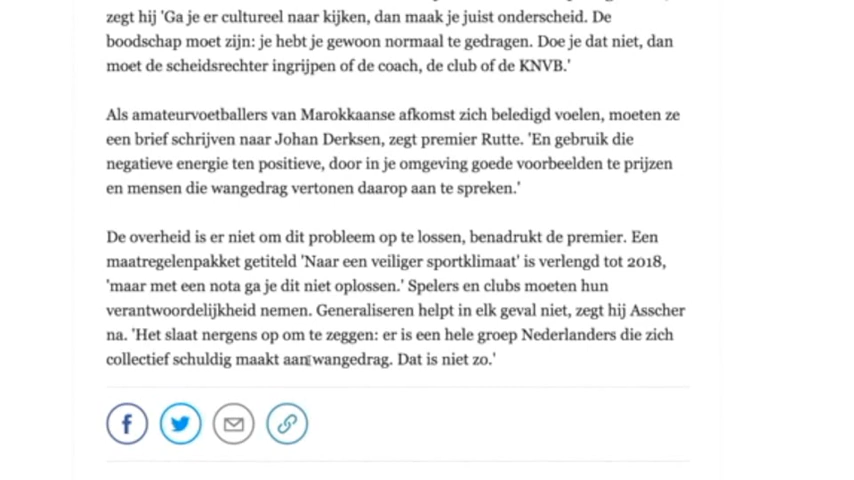 zegt hij 'Ga je er cultureel naar kijken, dan maak je juist onderscheid. De
boodschap moet zijn: je hebt je gewoon normaal te gedragen. Doe je dat niet, dan
moet de scheidsrechter ingrijpen of de coach, de club of de KNVB.'
Als amateurvoetballers van Marokkaanse afkomst zich beledigd voelen, moeten ze
een brief schrijven naar Johan Derksen, zegt premier Rutte. 'En gebruik die
negatieve energie ten positieve, door in je omgeving goede voorbeelden te prijzen
en mensen die wangedrag vertonen daarop aan te spreken.'
De overheid is er niet om dit probleem op te lossen, benadrukt de premier. Een
maatregelenpakket getiteld 'Naar een veiliger sportklimaat' is verlengd tot 2018,
'maar met een nota ga je dit niet oplossen.' Spelers en clubs moeten hun
verantwoordelijkheid nemen. Generaliseren helpt in elk geval niet, zegt hij Asscher
na. 'Het slaat nergens op om te zeggen: er is een hele groep Nederlanders die zich
collectief schuldig maakt aan wangedrag. Dat is niet zo.'